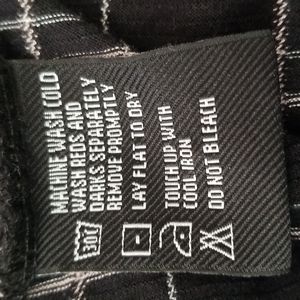 MACHINE WASH COLD
WASH REDS AND
DARKS SEPARATELY
REMOVE PROMPTLY
LAY FLAT TO DRY
TOUCH UP WITH
COOL IRON
DO NOT BLEACH
30